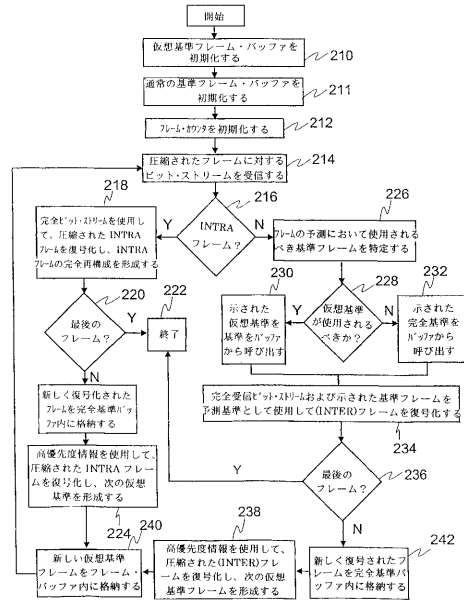 開始
仮想基準フレーム・バッファを
初期化する
210
通常の基準フレーム・バッファを
初期化する
211
フレーム・カウンタを初期化する
212
圧縮されたフレームに対する
ビット・ストリームを受信する
214
216
INTRA
フレーム?
Y
N
218
完全ビット・ストリームを使用し
て、圧縮された INTRA
フレームを復号化し、INTRA
フレームの完全再構成を形成する
226
フレームの予測において使用される
べき基準フレームを特定する
220
最後の
フレーム?
Y
N
222
終了
228
仮想基準
が使用される
べきか?
Y
N
230
示された
仮想基準を
基準をバッファ
から呼び出す
232
示された
完全基準を
バッファから
呼び出す
新しく復号化された
フレームを完全基準バッ
ファ内に格納する
完全受信ビット・ストリームおよび示された基準フレームを
予測基準として使用して(INTER)フレームを復号化する
234
高優先度情報を使用して、
圧縮された INTRA フレー
ムを復号化し、次の仮想
基準を形成する
224
Y
最後の
フレーム?
236
N
240
新しい仮想基準
フレームをフレーム・
バッファ内に格納する
238
高優先度情報を使用して、
圧縮された(INTER)フレ
ームを復号化し、次の仮想
基準フレームを形成する
242
新しく復号されたフ
レームを完全基準バッ
ファ内に格納する